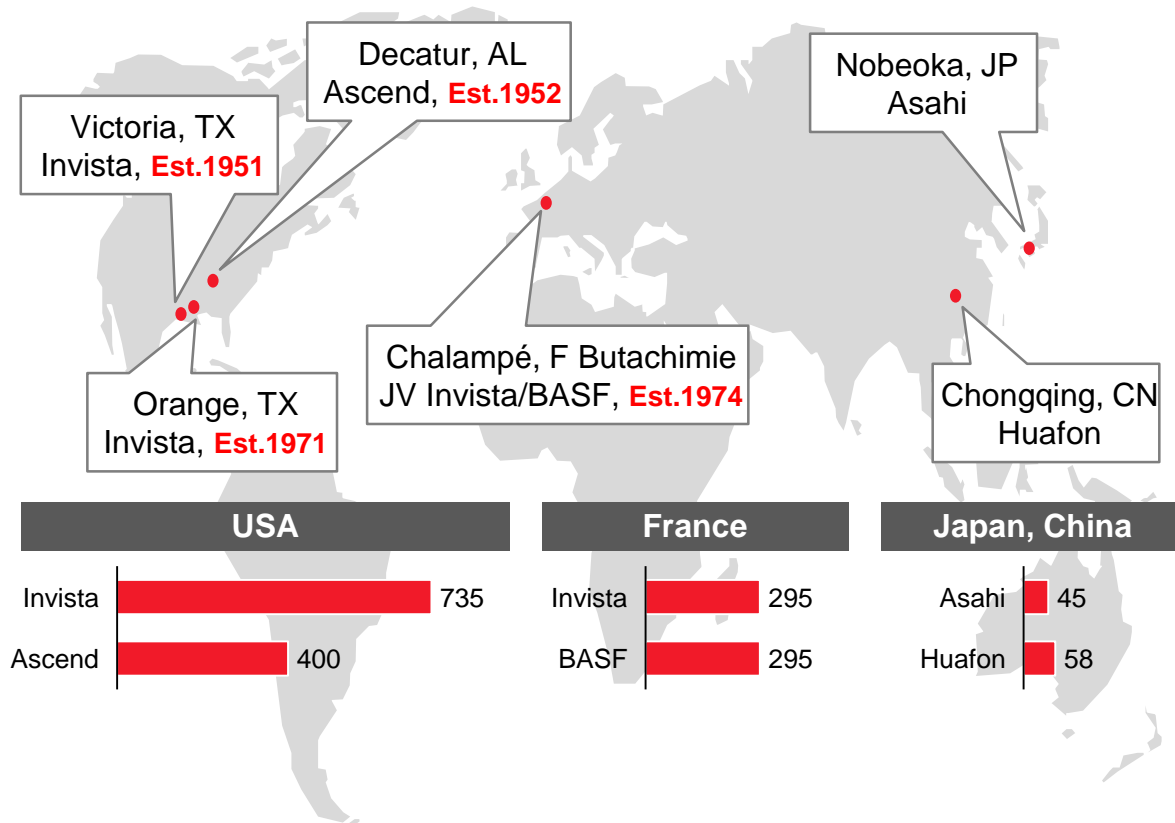 Decatur, AL
Ascend, Est.1952
Nobeoka, JP
Asahi
Victoria, TX
Invista, Est.1951
Chalampé, F Butachimie
JV Invista/BASF, Est.1974
Orange, TX
Invista, Est.1971
Chongqing, CN
Huafon
USA
Invista 735
Ascend 400
France
Invista 295
BASF 295
Japan, China
Asahi 45
Huafon 58